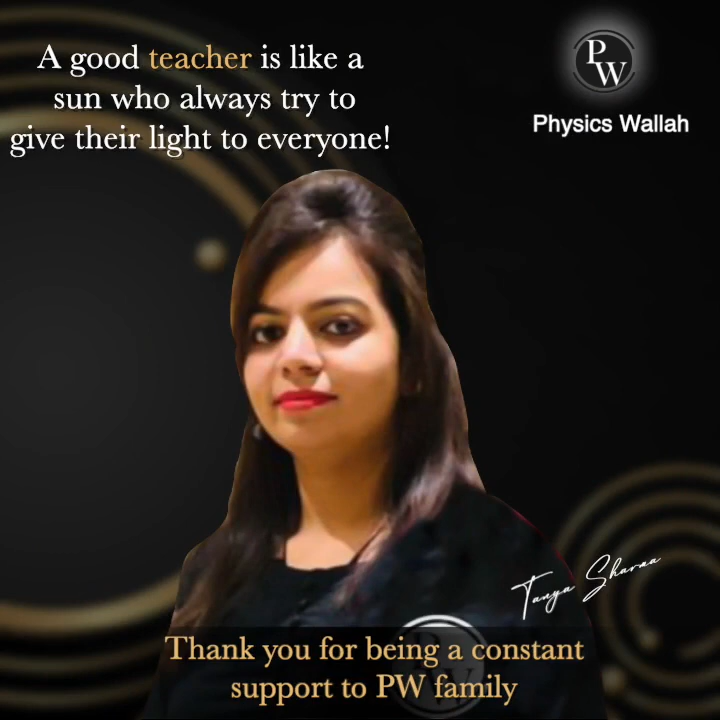 A good teacher is like a
sun who always try to
give their light to everyone!
PW
Physics Wallah
Tanya Sharma
PW
Thank you for being a constant
support to PW family